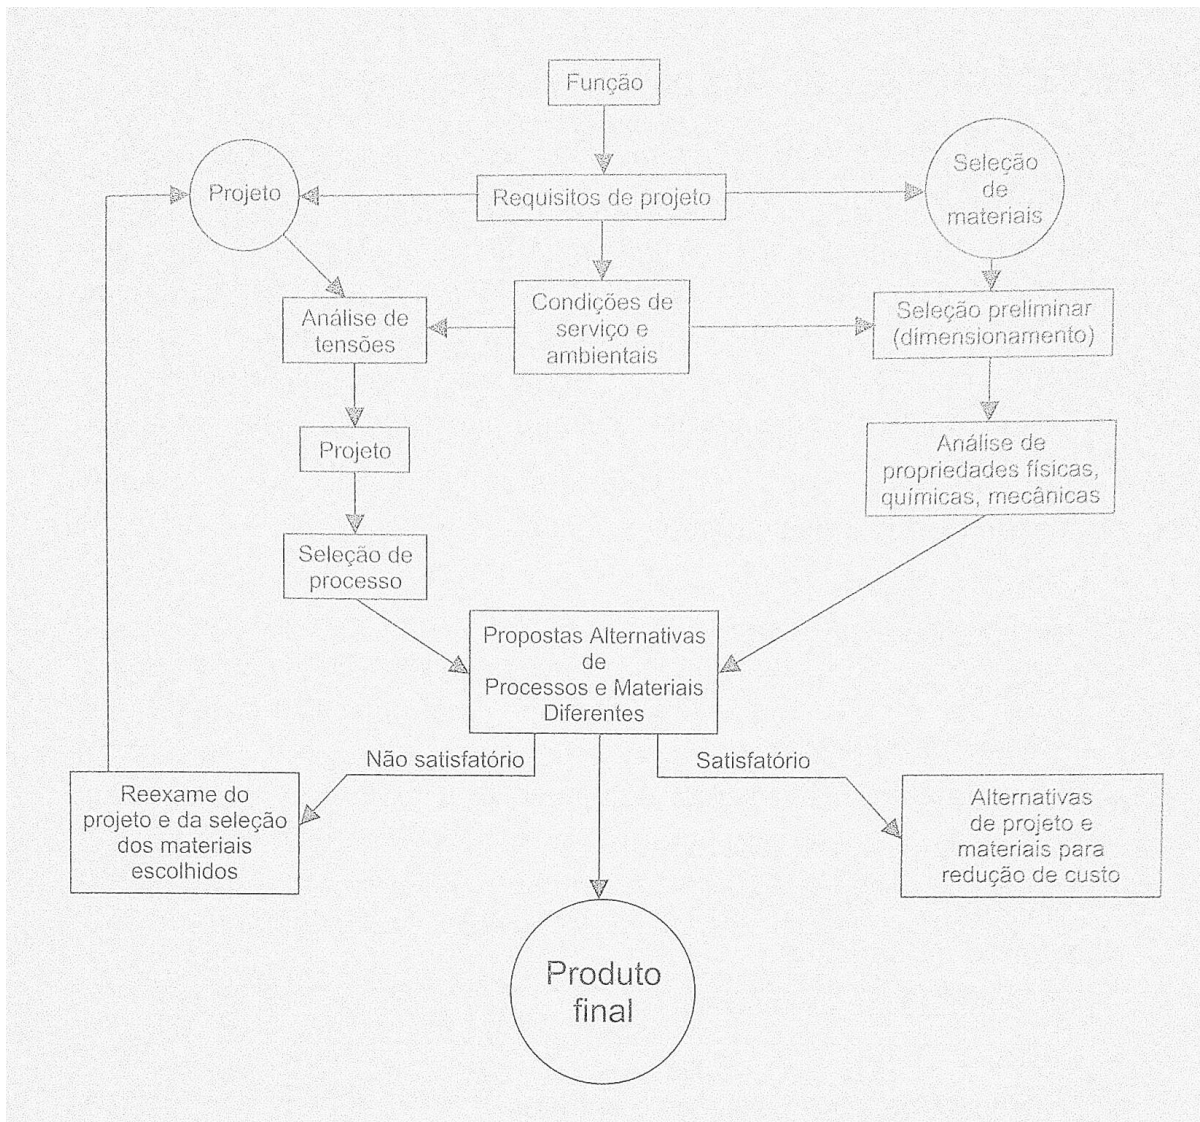 Função
Projeto
Requisitos de projeto
Seleção
de
materiais
Análise de
tensões
Condições de
serviço e
ambientais
Seleção preliminar
(dimensionamento)
Projeto
Análise de
propriedades físicas,
químicas, mecânicas
Seleção de
processo
Propostas Alternativas
de
Processos e Materiais
Diferentes
Não satisfatório
Satisfatório
Reexame do
projeto e da seleção
dos materiais
escolhidos
Alternativas
de projeto e
materiais para
redução de custo
Produto
final